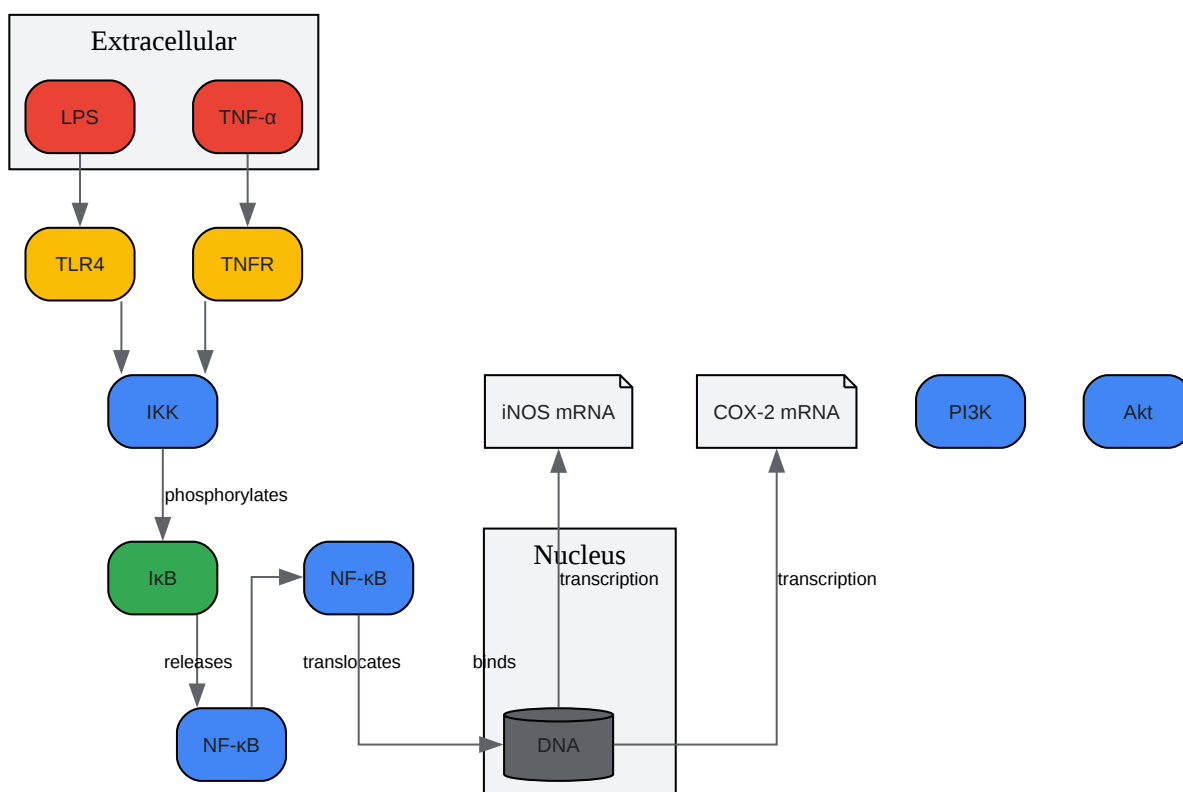 Extracellular
LPS
TNF-α
TLR4
TNFR
IKK
iNOS mRNA
COX-2 mRNA
PI3K
Akt
phosphorylates
Nucleus
IκB
NF-κB
transcription
transcription
releases
translocates
binds
NF-κB
DNA